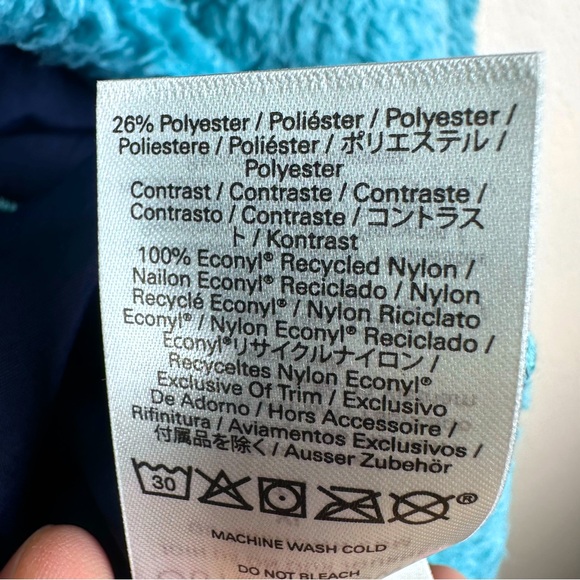 26% Polyester / Poliéster / Polyester /
Poliestere / Poliéster / ポリエステル /
Polyester
Contrast / Contraste / Contraste /
Contrasto / Contraste / コントラス
ト / Kontrast
100% Econyl® Recycled Nylon /
Nailon Econyl® Reciclado / Nylon
Recyclé Econyl® / Nylon Riciclato
Econyl® / Nylon Econyl® Reciclado /
Econyl®リサイクルナイロン /
Recyceltes Nylon Econyl®
Exclusive Of Trim / Exclusivo
De Adorno / Hors Accessoire /
Rifinitura / Aviamentos Exclusivos /
付属品を除く / Ausser Zubehör
30 ®
MACHINE WASH COLD
DO NOT BLEACH